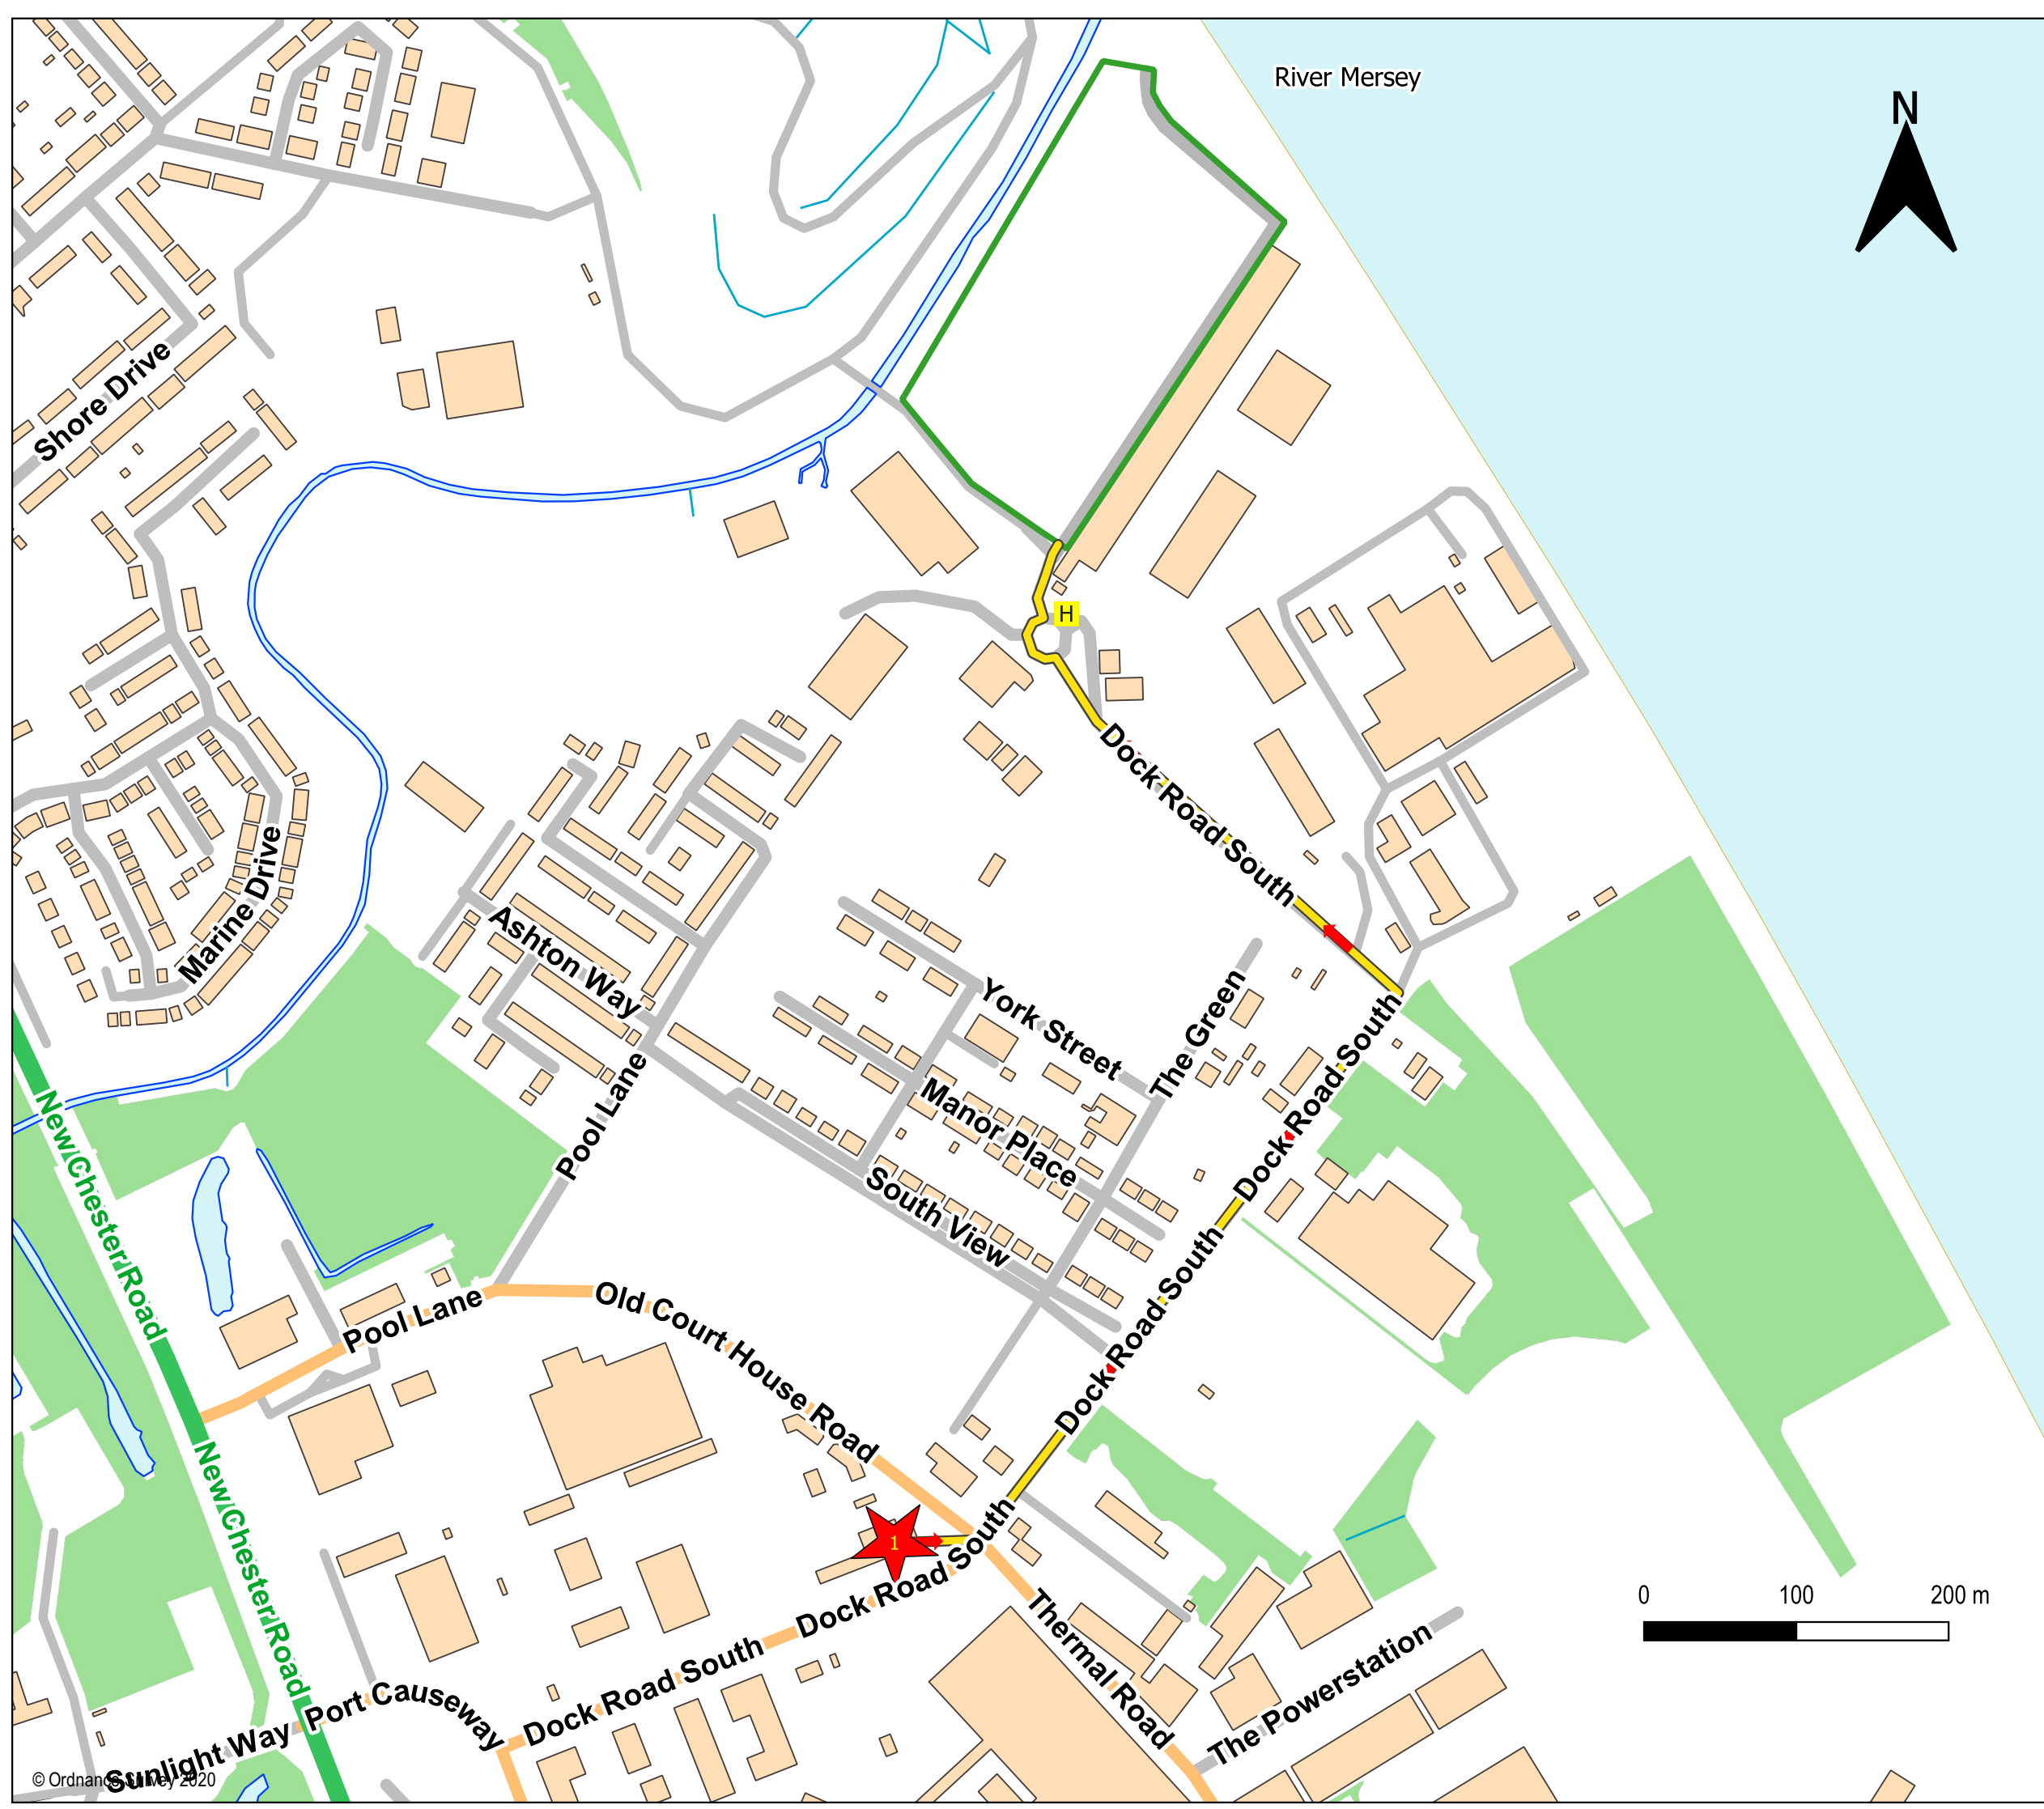 River Mersey
N
Shore Drive
H
Dock Road South
Marine Drive
Ashton Way
York Street
The Green
Dock Road South
Pool Lane
Manor Place
New Chester Road
South View
Dock Road South
Old Court House Road
Pool Lane
Dock Road South
New Chester Road
1
Dock Road South
Thermal Road
0 100 200 m
Dock Road South
The Powerstation
Port Causeway
Sunlight Way
© Ordnance Survey 2020